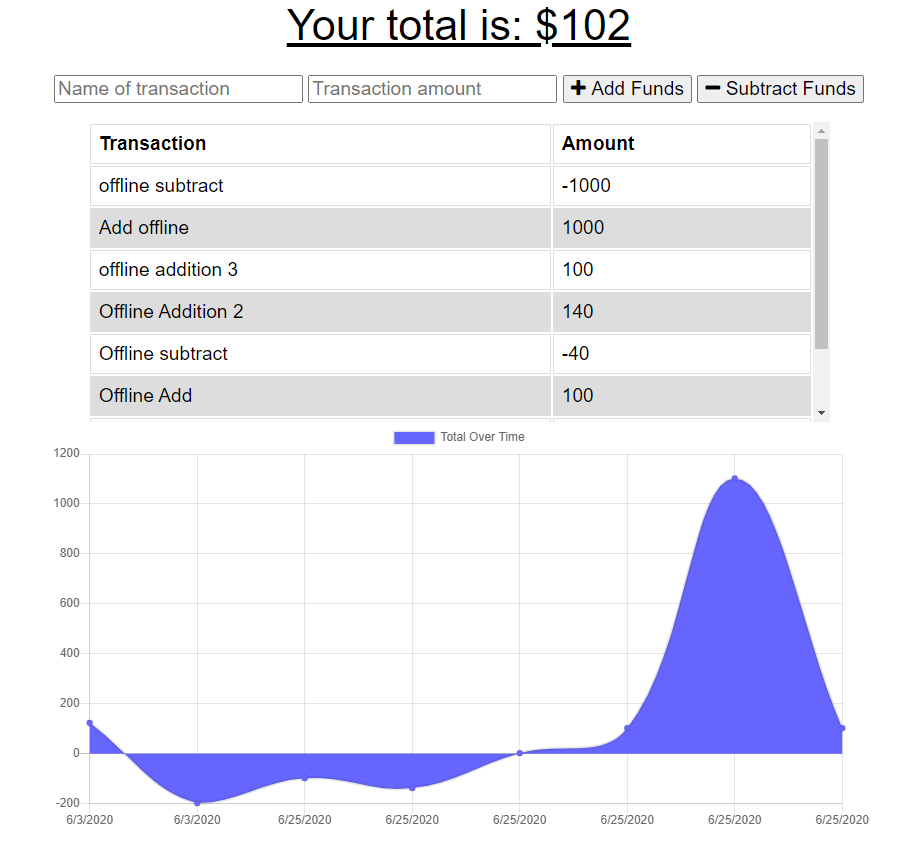 Your total is: $102
Name of transaction Transaction amount + Add Funds − Subtract Funds
Transaction Amount
offline subtract -1000
Add offline 1000
offline addition 3 100
Offline Addition 2 140
Offline subtract -40
Offline Add 100
Total Over Time
1200
1000
800
600
400
200
0
-200
6/3/2020 6/3/2020 6/25/2020 6/25/2020 6/25/2020 6/25/2020 6/25/2020 6/25/2020